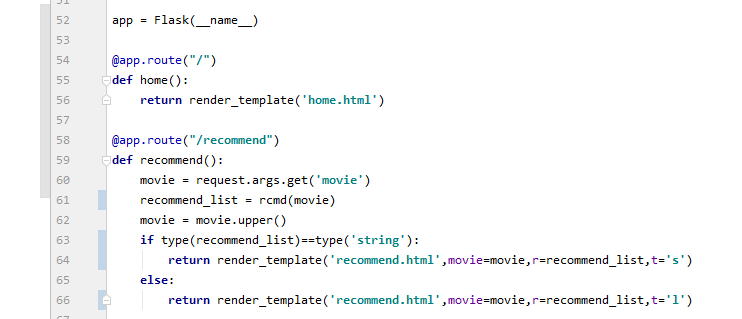 51
52 app = Flask(__name__)
53
54 @app.route("/")
55 def home():
56     return render_template('home.html')
57
58 @app.route("/recommend")
59 def recommend():
60     movie = request.args.get('movie')
61     recommend_list = rcmd(movie)
62     movie = movie.upper()
63     if type(recommend_list)==type('string'):
64         return render_template('recommend.html',movie=movie,r=recommend_list,t='s')
65     else:
66         return render_template('recommend.html',movie=movie,r=recommend_list,t='l')
67